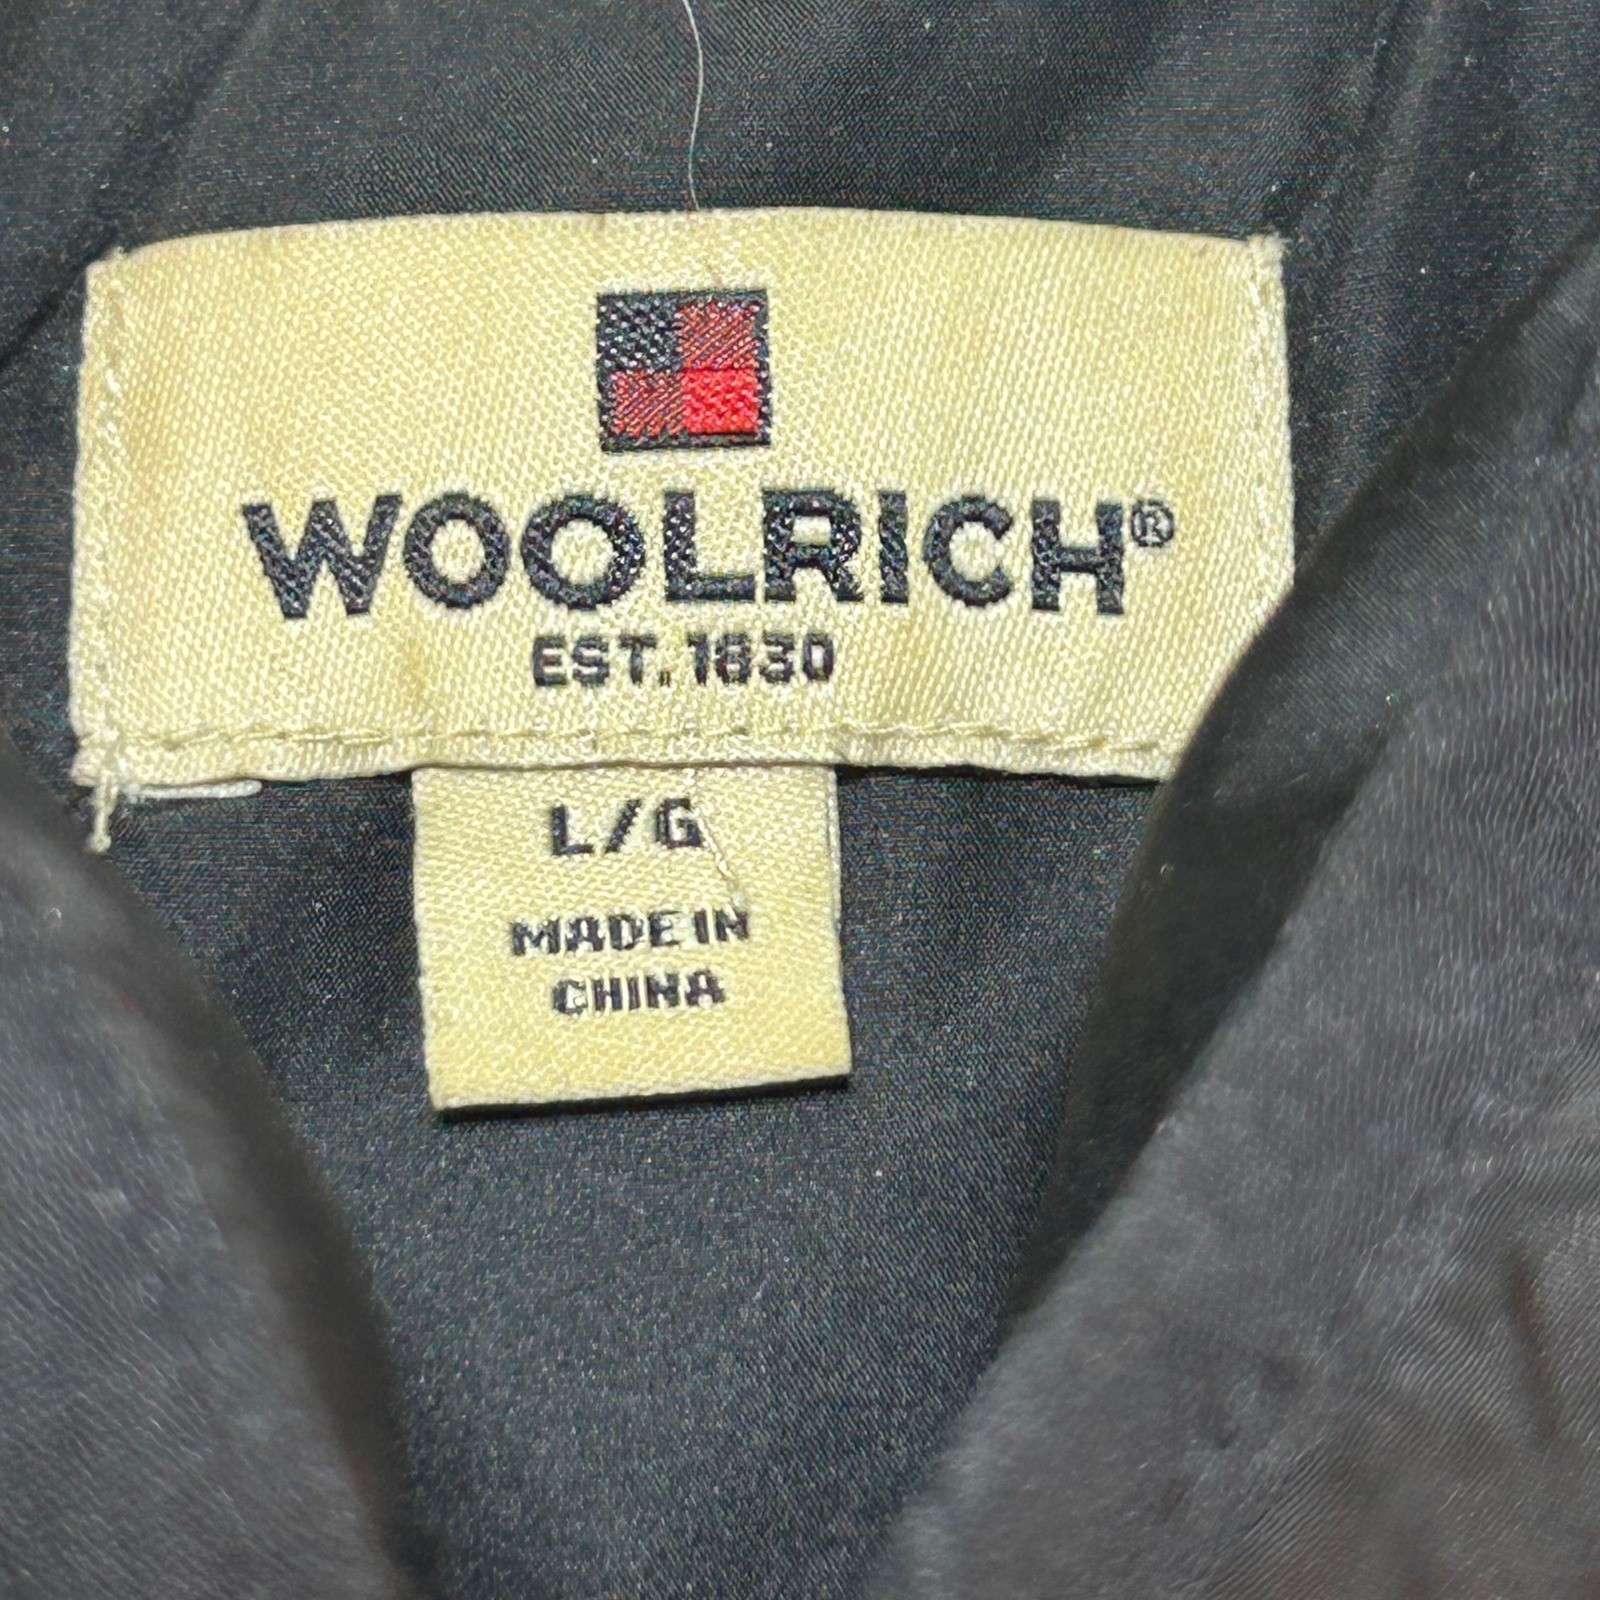 WOOLRICH®
EST. 1830
L/G
MADE IN
CHINA